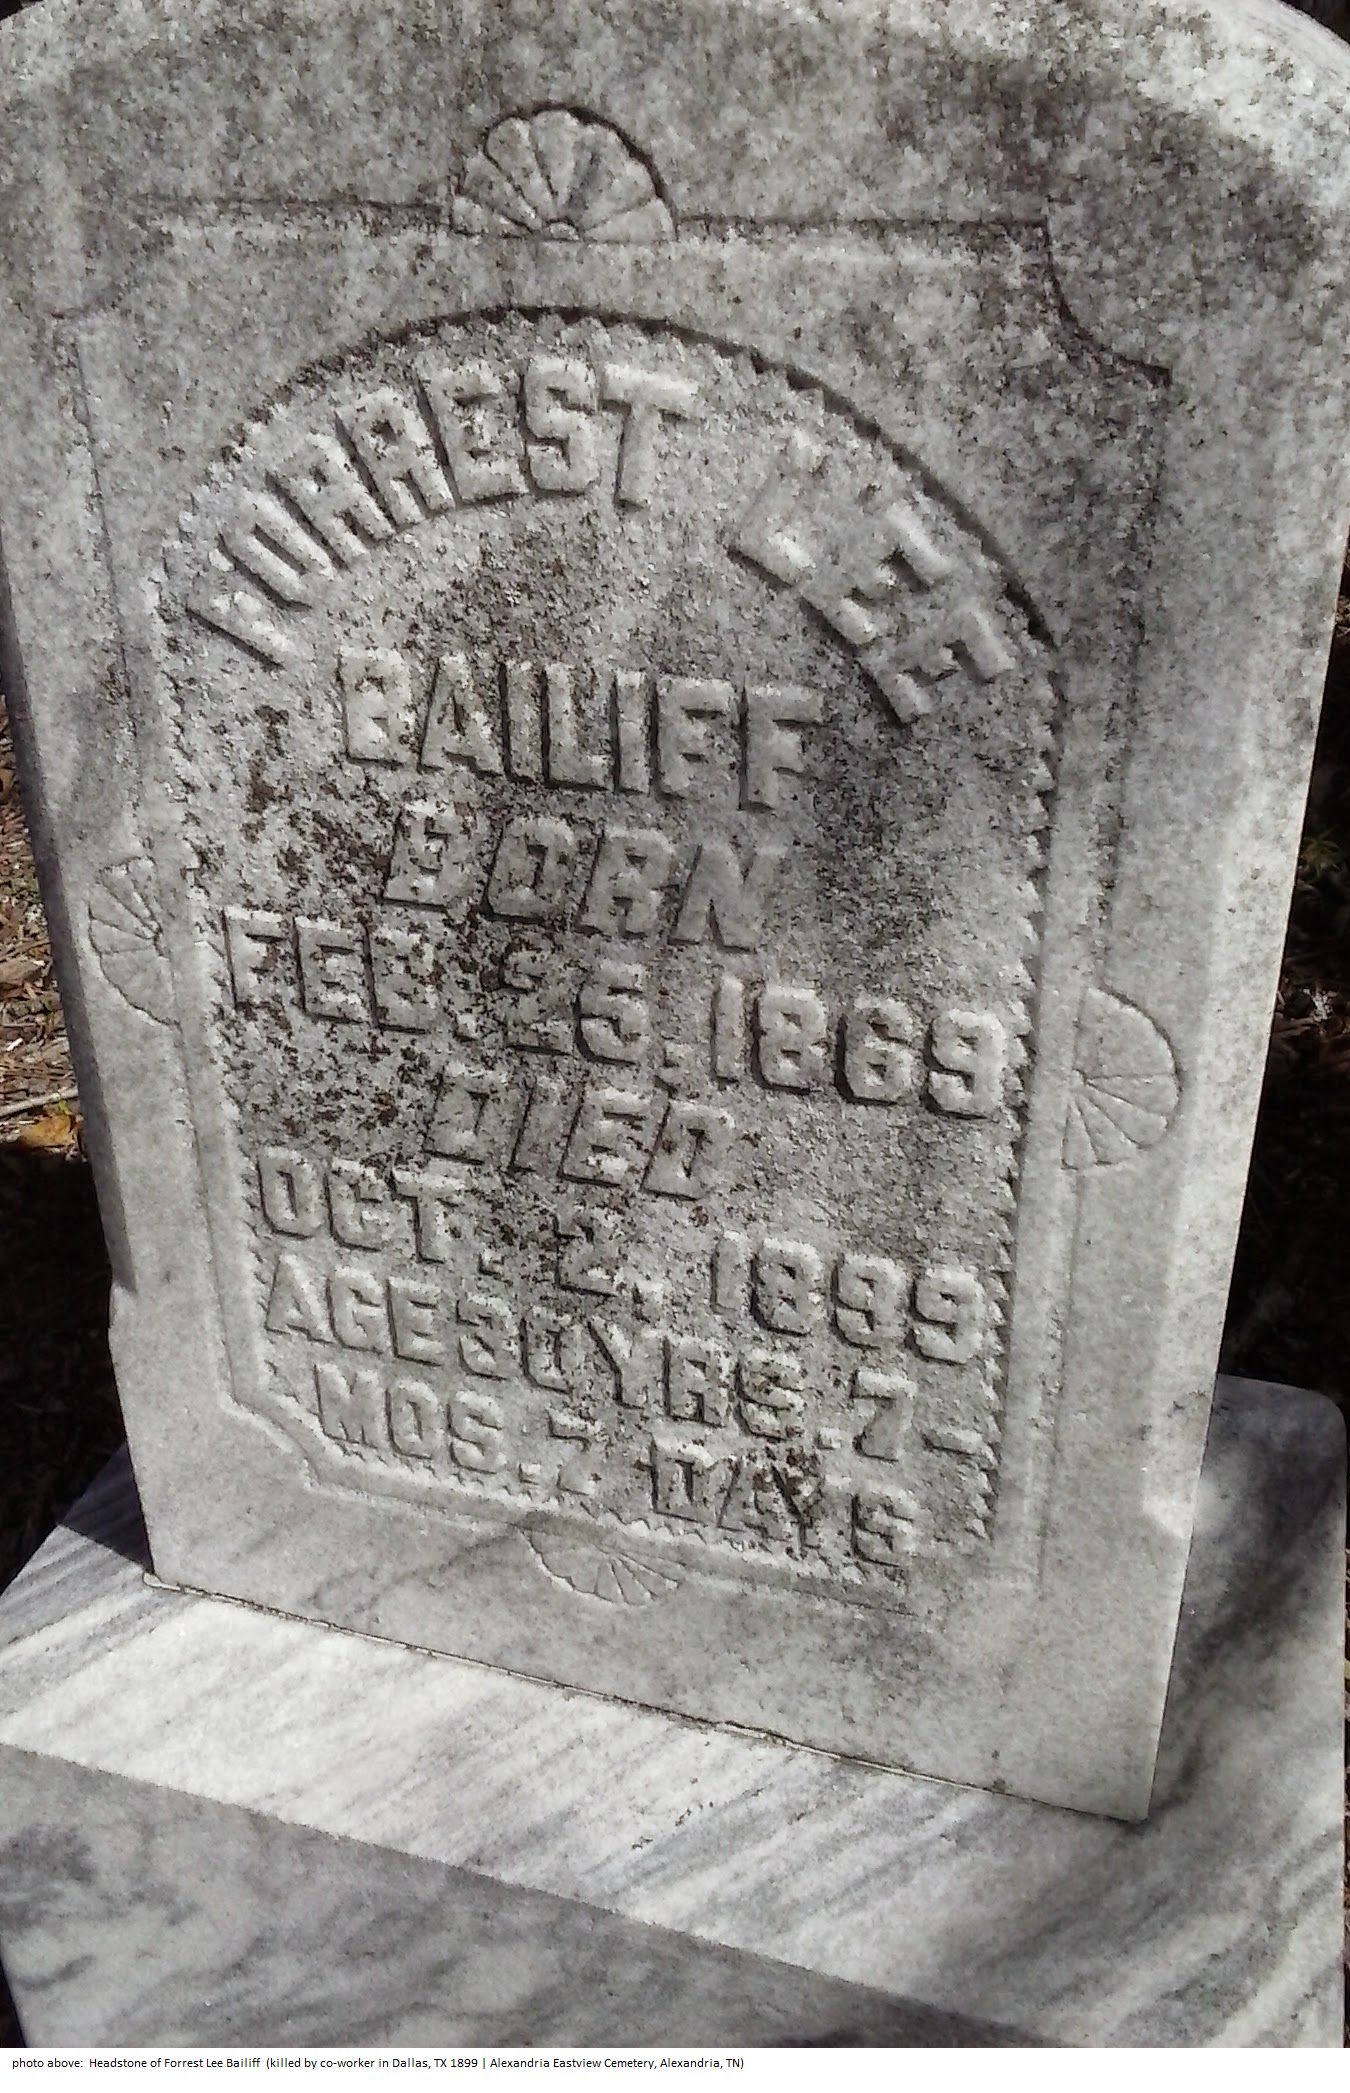 FORREST LEE
BAILIFF
BORN
FEB. 25, 1869
DIED
OCT. 2, 1899
AGE 30 YRS. 7-
MOS. 7 DAYS
photo above: Headstone of Forrest Lee Bailiff (killed by co-worker in Dallas, TX 1899 | Alexandria Eastview Cemetery, Alexandria, TN)